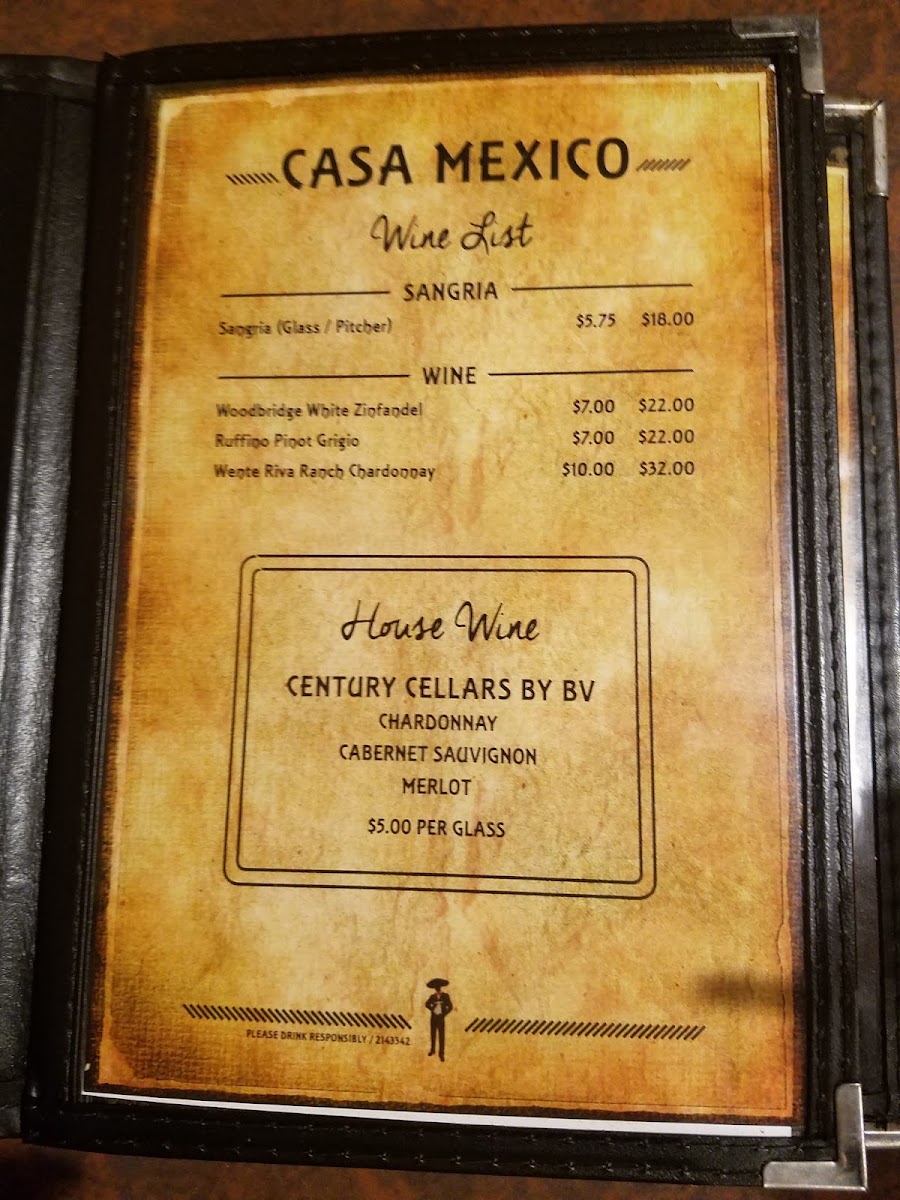 CASA MEXICO
Wine List
SANGRIA
Sangria (Glass / Pitcher) $5.75 $18.00
WINE
Woodbridge White Zinfandel $7.00 $22.00
Ruffino Pinot Grigio $7.00 $22.00
Wente Riva Ranch Chardonnay $10.00 $32.00
House Wine
CENTURY CELLARS BY BV
CHARDONNAY
CABERNET SAUVIGNON
MERLOT
$5.00 PER GLASS
PLEASE DRINK RESPONSIBLY / 2143342